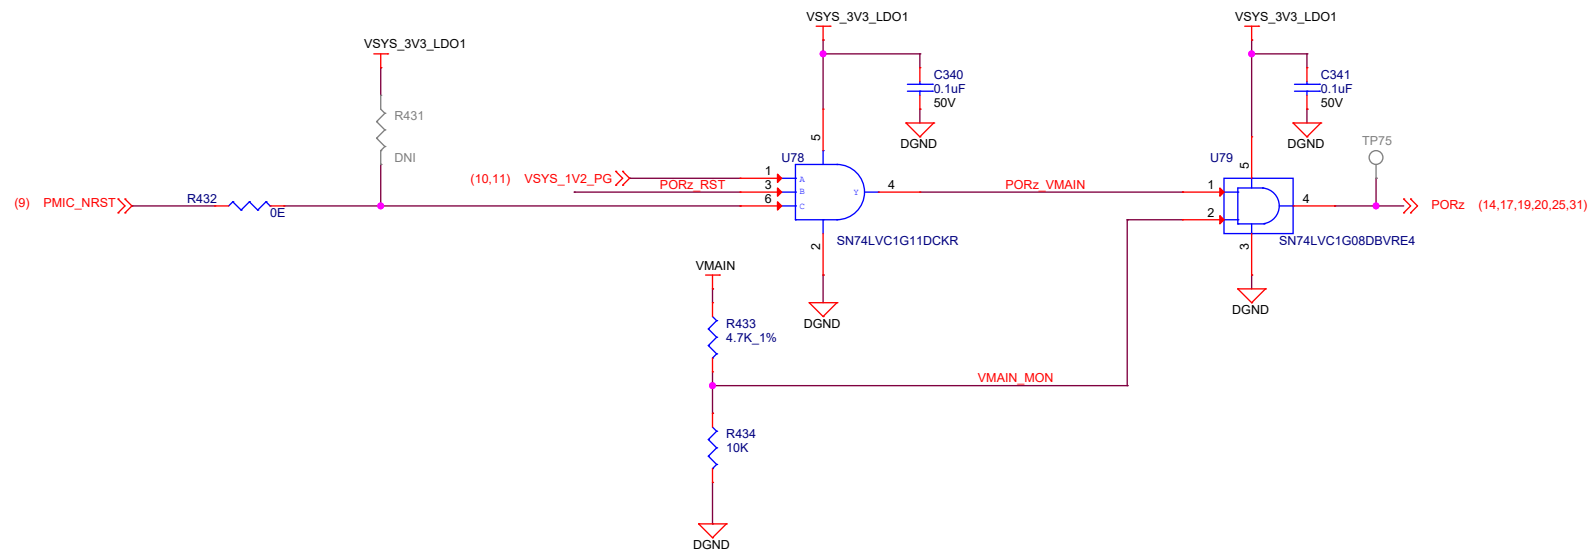 VSYS_3V3_LDO1
VSYS_3V3_LDO1
VSYS_3V3_LDO1
R431
DNI
C340
0.1uF
50V
DGND
C341
0.1uF
50V
DGND
TP75
(9) PMIC_NRST
R432
0E
(10,11) VSYS_1V2_PG
PORz_RST
1
3
6
5
U78
A
B
C
Y
4
2
SN74LVC1G11DCKR
DGND
PORz_VMAIN
1
2
5
U79
4
3
SN74LVC1G08DBVRE4
DGND
PORz (14,17,19,20,25,31)
VMAIN
R433
4.7K_1%
VMAIN_MON
R434
10K
DGND